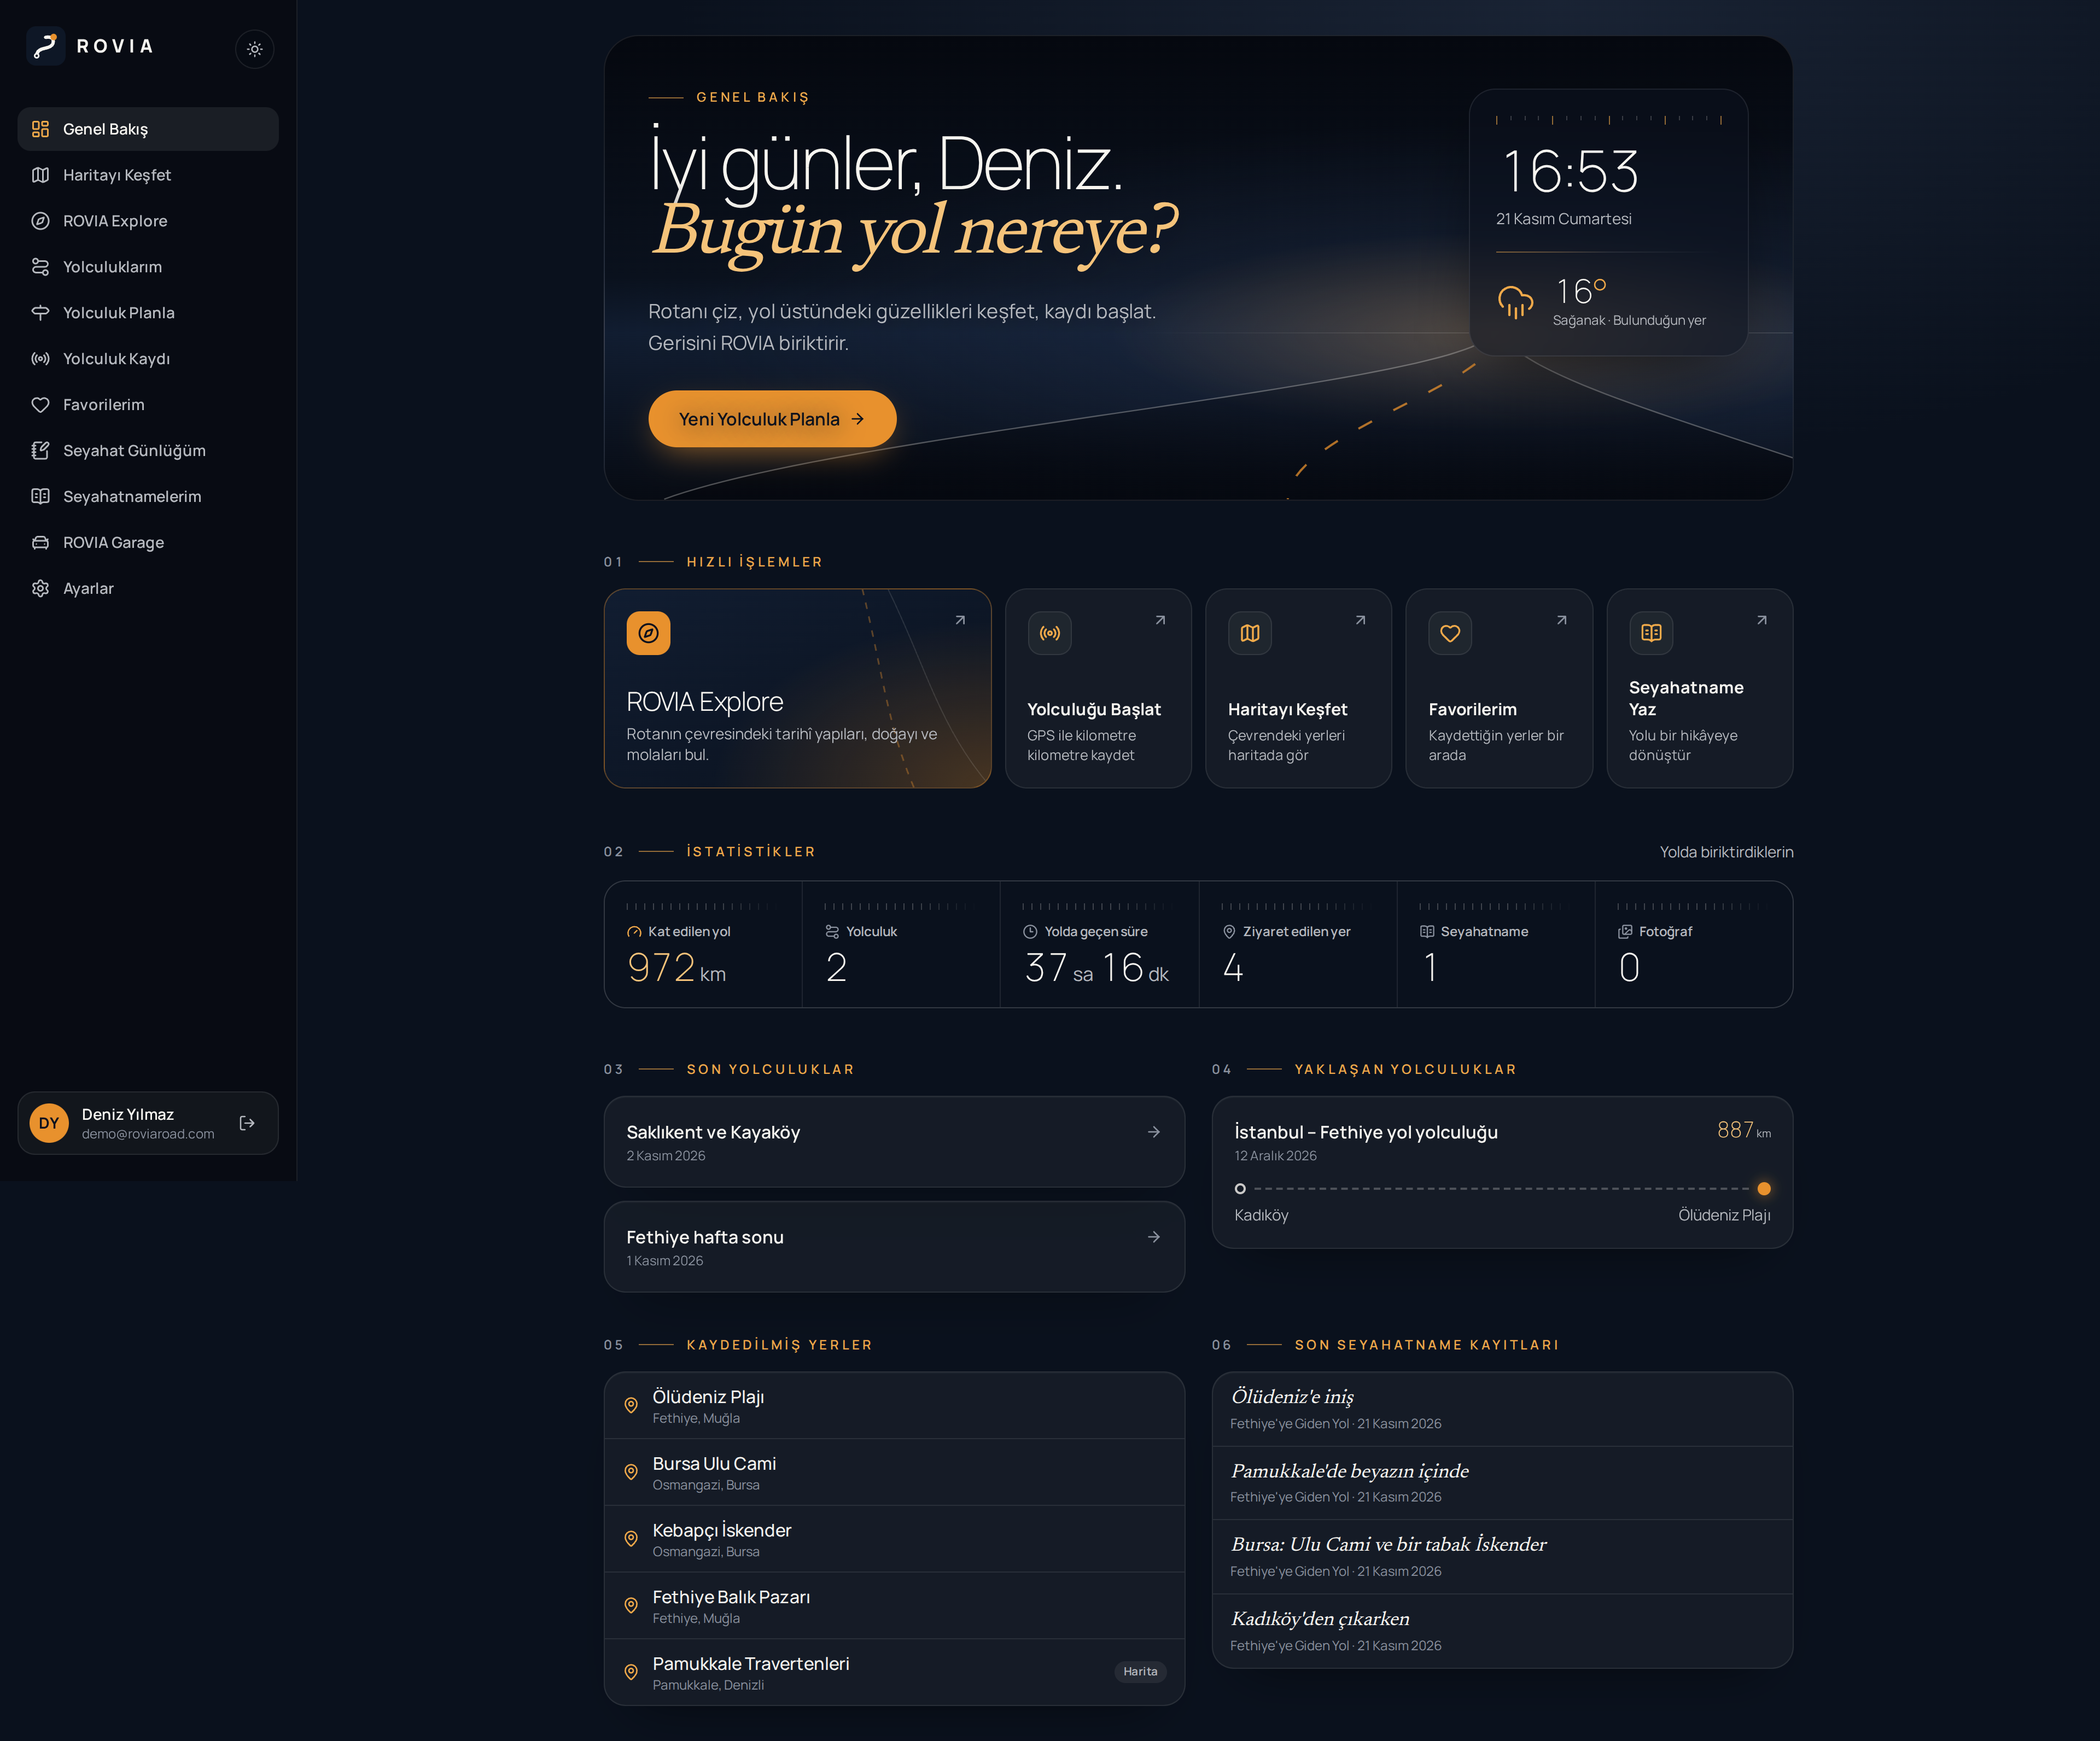 ROVIA
Genel Bakış
Haritayı Keşfet
ROVIA Explore
Yolculuklarım
Yolculuk Planla
Yolculuk Kaydı
Favorilerim
Seyahat Günlüğüm
Seyahatnamelerim
ROVIA Garage
Ayarlar
DY
Deniz Yılmaz
demo@roviaroad.com
GENEL BAKIŞ
İyi günler, Deniz.
Bugün yol nereye?
Rotanı çiz, yol üstündeki güzellikleri keşfet, kaydı başlat.
Gerisini ROVIA biriktirir.
Yeni Yolculuk Planla
16:53
21 Kasım Cumartesi
16°
Sağanak · Bulunduğun yer
01 HIZLI İŞLEMLER
ROVIA Explore
Rotanın çevresindeki tarihî yapıları, doğayı ve
molaları bul.
Yolculuğu Başlat
GPS ile kilometre
kilometre kaydet
Haritayı Keşfet
Çevrendeki yerleri
haritada gör
Favorilerim
Kaydettiğin yerler bir
arada
Seyahatname
Yaz
Yolu bir hikâyeye
dönüştür
02 İSTATİSTİKLER
Yolda biriktirdiklerin
Kat edilen yol
972 km
Yolculuk
2
Yolda geçen süre
37 sa 16 dk
Ziyaret edilen yer
4
Seyahatname
1
Fotoğraf
0
03 SON YOLCULUKLAR
Saklıkent ve Kayaköy
2 Kasım 2026
Fethiye hafta sonu
1 Kasım 2026
04 YAKLAŞAN YOLCULUKLAR
İstanbul – Fethiye yol yolculuğu
887 km
12 Aralık 2026
Kadıköy
Ölüdeniz Plajı
05 KAYDEDİLMİŞ YERLER
Ölüdeniz Plajı
Fethiye, Muğla
Bursa Ulu Cami
Osmangazi, Bursa
Kebapçı İskender
Osmangazi, Bursa
Fethiye Balık Pazarı
Fethiye, Muğla
Pamukkale Travertenleri
Pamukkale, Denizli
Harita
06 SON SEYAHATNAME KAYITLARI
Ölüdeniz'e iniş
Fethiye'ye Giden Yol · 21 Kasım 2026
Pamukkale'de beyazın içinde
Fethiye'ye Giden Yol · 21 Kasım 2026
Bursa: Ulu Cami ve bir tabak İskender
Fethiye'ye Giden Yol · 21 Kasım 2026
Kadıköy'den çıkarken
Fethiye'ye Giden Yol · 21 Kasım 2026